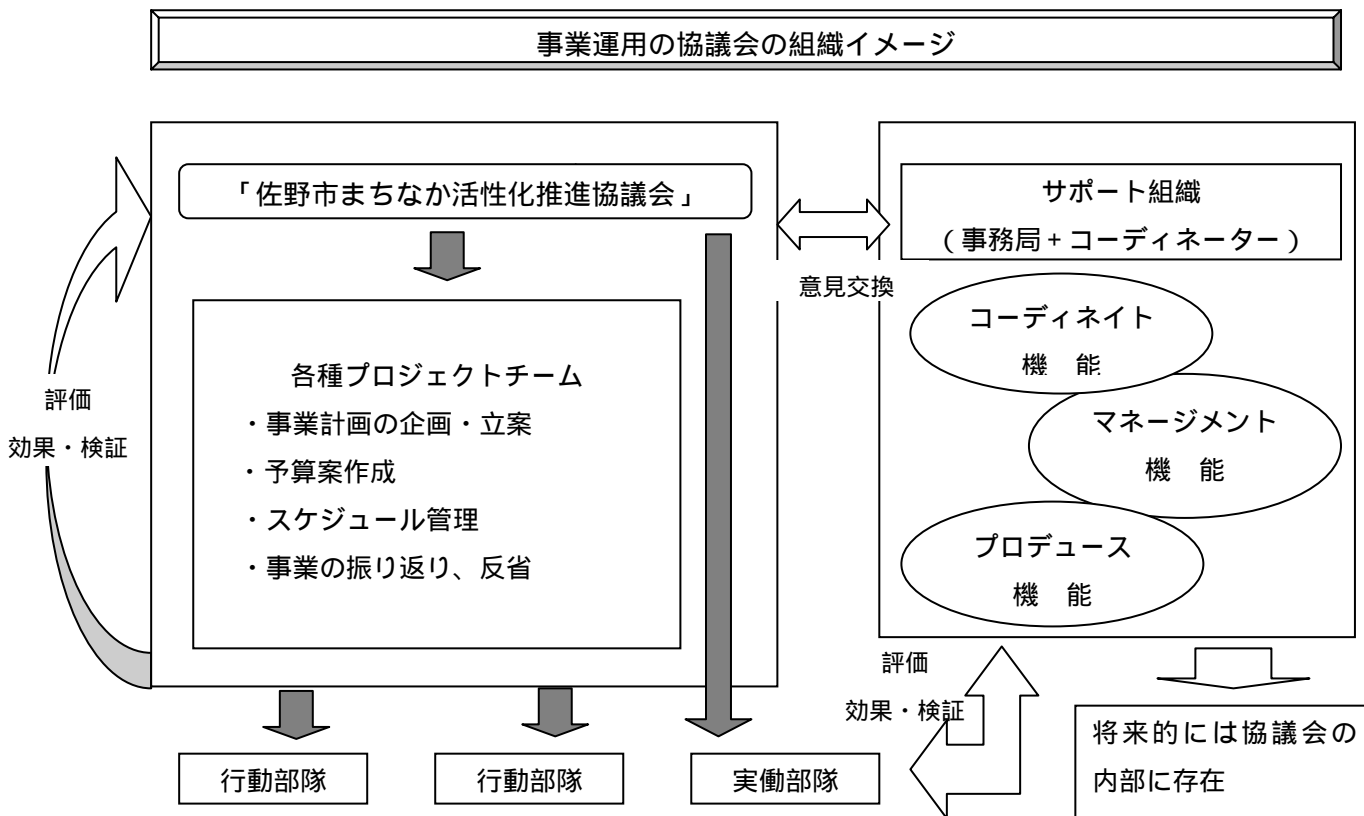 事業運用の協議会の組織イメージ
「佐野市まちなか活性化推進協議会」
各種プロジェクトチーム
・事業計画の企画・立案
・予算案作成
・スケジュール管理
・事業の振り返り、反省
評価
効果・検証
意見交換
サポート組織
（事務局+コーディネーター）
コーディネイト
機　能
マネージメント
機　能
プロデュース
機　能
評価
効果・検証
行動部隊
行動部隊
実働部隊
将来的には協議会の
内部に存在